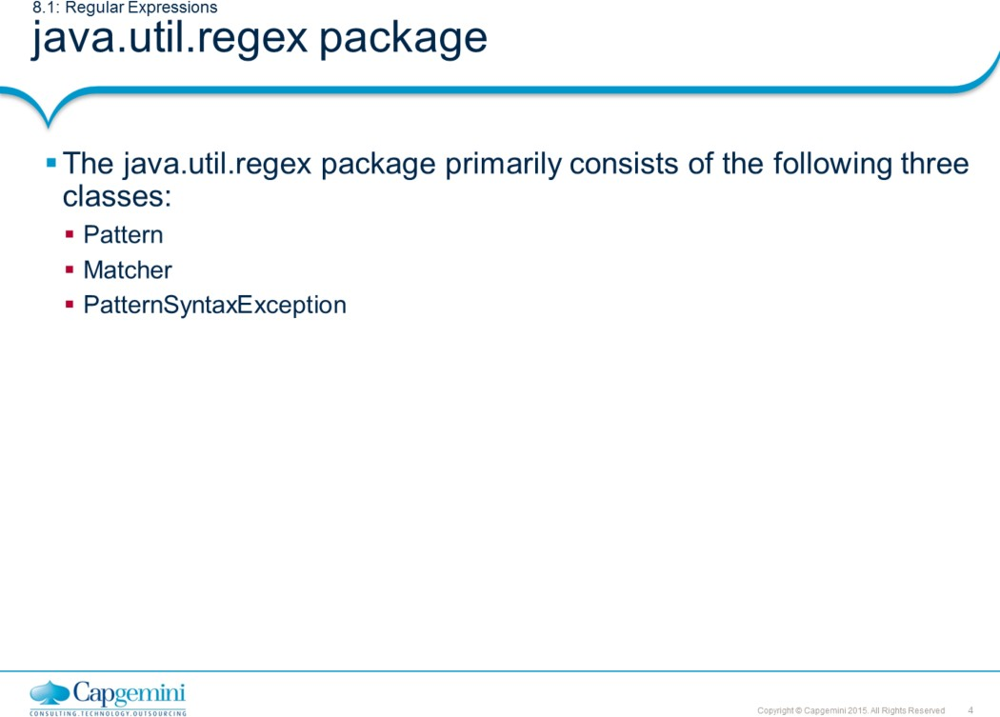 8.1: Regular Expressions
java.util.regex package
The java.util.regex package primarily consists of the following three
classes:
Pattern
Matcher
PatternSyntaxException
Capgemini
CONSULTING.TECHNOLOGY.OUTSOURCING
Copyright © Capgemini 2015. All Rights Reserved 4